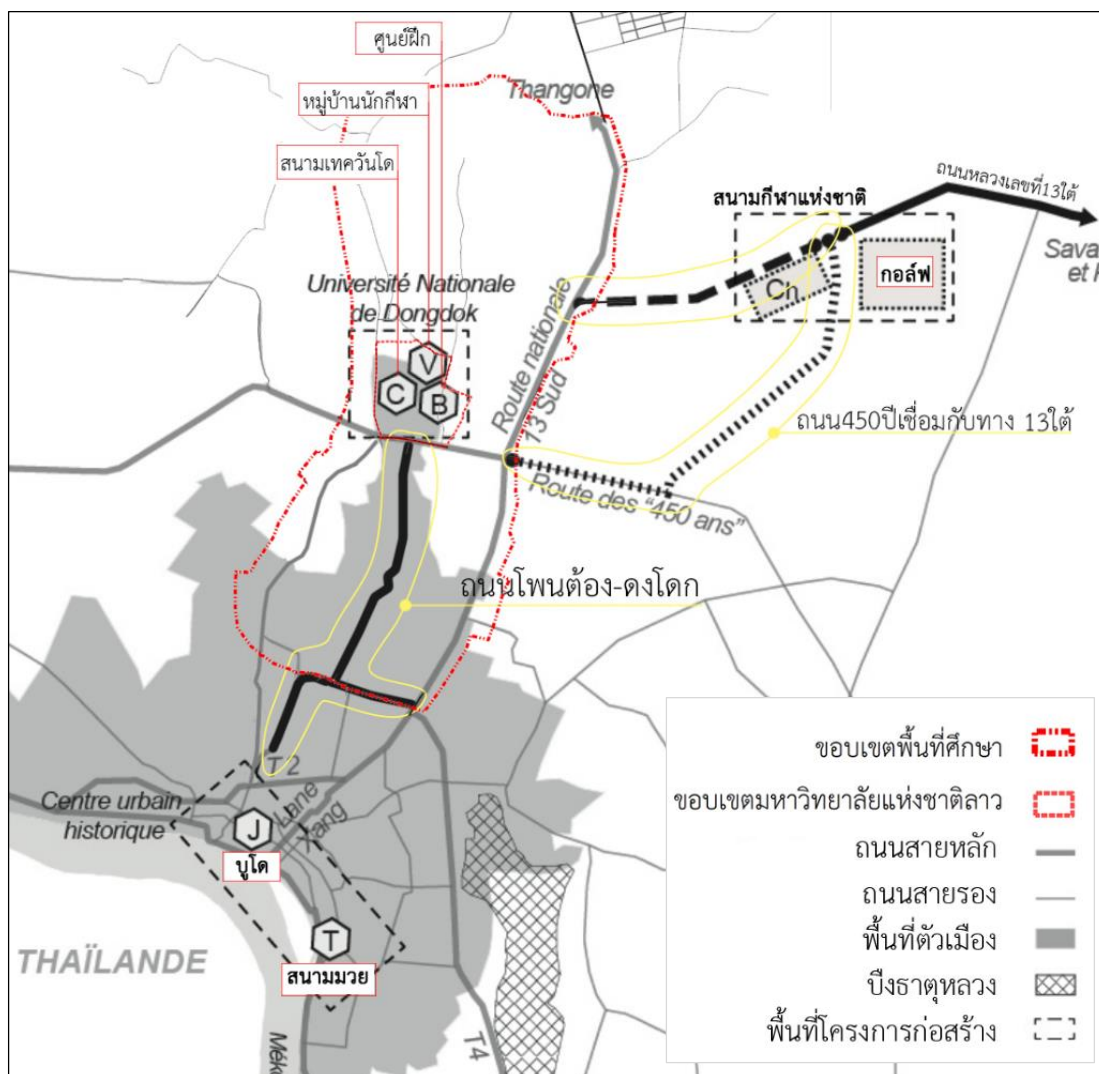 ศูนย์ฝึก
หมู่บ้านนักกีฬา
สนามเทควันโด
Thangone
ถนนหลวงเลขที่13ใต้
สนามกีฬาแห่งชาติ
Sava
et
กอล์ฟ
Cn
Université Nationale
de Dongdok
V
C
B
Route nationale
13 Sud
ถนน450ปีเชื่อมกับทาง 13ใต้
Route des "450 ans"
ถนนโพนต้อง-ดงโดก
T2
Centre urbain
historique
Lane
Xang
J
บูโด
T
สนามมวย
THAÏLANDE
Méko
T4
ขอบเขตพื้นที่ศึกษา
ขอบเขตมหาวิทยาลัยแห่งชาติลาว
ถนนสายหลัก
ถนนสายรอง
พื้นที่ตัวเมือง
บึงธาตุหลวง
พื้นที่โครงการก่อสร้าง